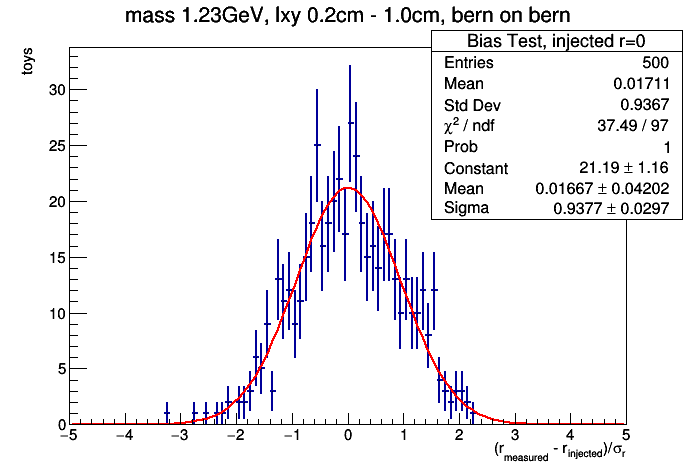 mass 1.23GeV, lxy 0.2cm - 1.0cm, bern on bern
Bias Test, injected r=0
Entries 500
Mean 0.01711
Std Dev 0.9367
χ² / ndf 37.49 / 97
Prob 1
Constant 21.19 ± 1.16
Mean 0.01667 ± 0.04202
Sigma 0.9377 ± 0.0297
toys
30
25
20
15
10
5
0
−5 −4 −3 −2 −1 0 1 2 3 4 5
(r_measured - r_injected)/σ_r